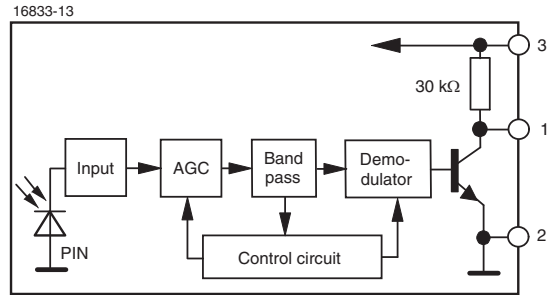 16833-13
3
30 kΩ
1
Input
AGC
Band
pass
Demo-
dulator
2
PIN
Control circuit